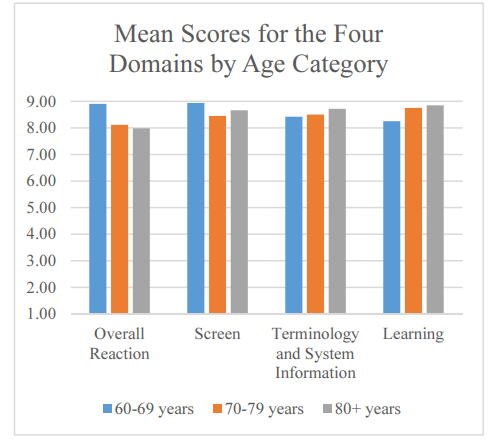 Mean Scores for the Four
Domains by Age Category
9.00
8.00
7.00
6.00
5.00
4.00
3.00
2.00
1.00
Overall
Reaction
Screen
Terminology
and System
Information
Learning
60-69 years
70-79 years
80+ years